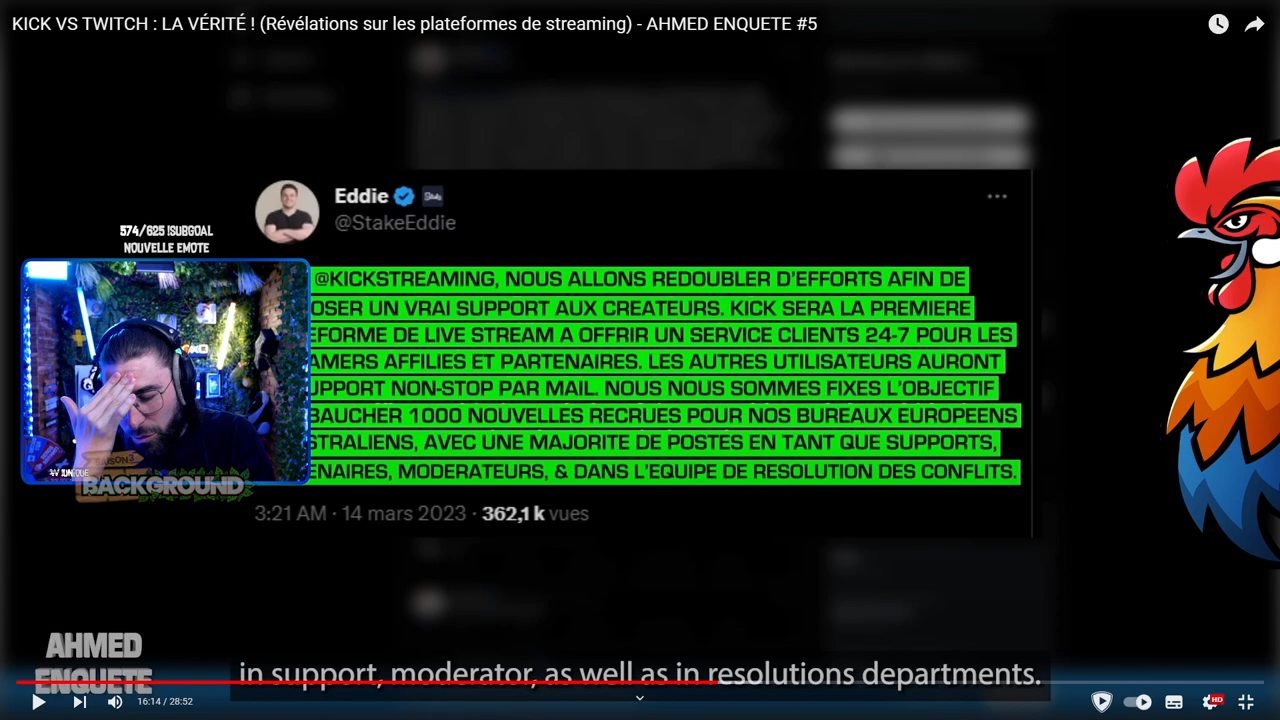 KICK VS TWITCH : LA VÉRITÉ ! (Révélations sur les plateformes de streaming) - AHMED ENQUETE #5
Eddie
@StakeEddie
574/625 !SUBGOAL
NOUVELLE EMOTE
@KICKSTREAMING, NOUS ALLONS REDOUBLER D'EFFORTS AFIN DE
OSER UN VRAI SUPPORT AUX CREATEURS. KICK SERA LA PREMIERE
EFORME DE LIVE STREAM A OFFRIR UN SERVICE CLIENTS 24-7 POUR LES
AMERS AFFILIES ET PARTENAIRES. LES AUTRES UTILISATEURS AURONT
UPPORT NON-STOP PAR MAIL. NOUS NOUS SOMMES FIXES L'OBJECTIF
BAUCHER 1000 NOUVELLES RECRUES POUR NOS BUREAUX EUROPEENS
STRALIENS, AVEC UNE MAJORITE DE POSTES EN TANT QUE SUPPORTS,
ENAIRES, MODERATEURS, & DANS L'EQUIPE DE RESOLUTION DES CONFLITS.
BACKGROUND
3:21 AM · 14 mars 2023 · 362,1 k vues
AHMED
ENQUETE
in support, moderator, as well as in resolutions departments.
16:14 / 28:52
HD